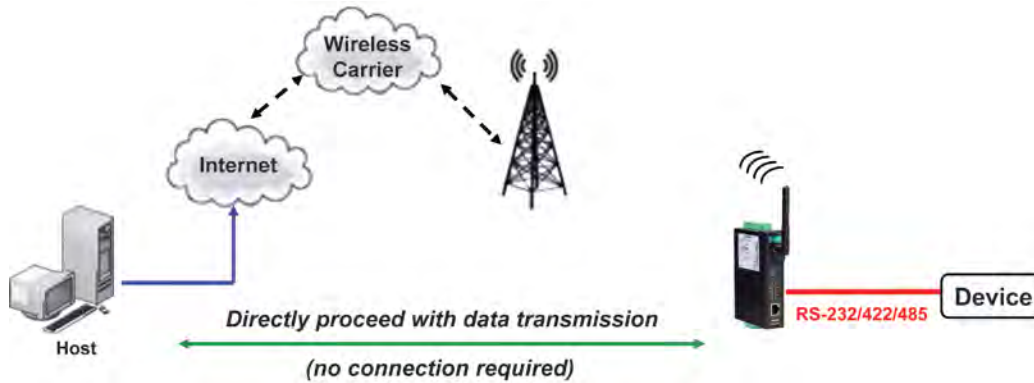 Wireless
Carrier
Internet
Host
Directly proceed with data transmission
(no connection required)
RS-232/422/485
Device